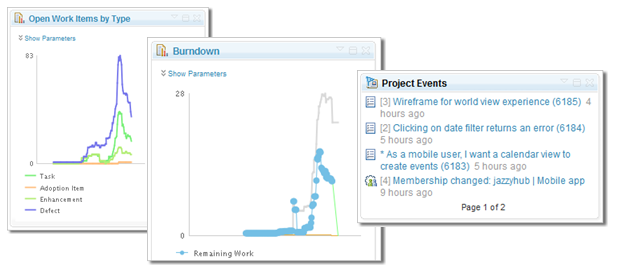 Open Work Items by Type
Show Parameters
83
0
Task
Adoption Item
Enhancement
Defect
Burndown
Show Parameters
28
0
Remaining Work
Project Events
[3] Wireframe for world view experience (6185) 4
hours ago
[2] Clicking on date filter returns an error (6184)
5 hours ago
* As a mobile user, I want a calendar view to
create events (6183) 5 hours ago
[4] Membership changed: jazzyhub | Mobile app
9 hours ago
Page 1 of 2